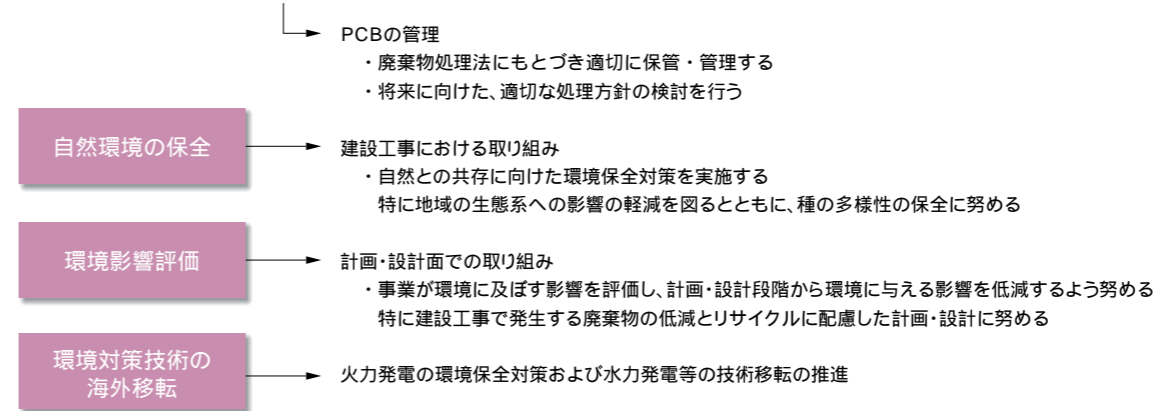 PCBの管理
・廃棄物処理法にもとづき適切に保管・管理する
・将来に向けた、適切な処理方針の検討を行う
自然環境の保全
建設工事における取り組み
・自然との共存に向けた環境保全対策を実施する
特に地域の生態系への影響の軽減を図るとともに、種の多様性の保全に努める
環境影響評価
計画・設計面での取り組み
・事業が環境に及ぼす影響を評価し、計画・設計段階から環境に与える影響を低減するよう努める
特に建設工事で発生する廃棄物の低減とリサイクルに配慮した計画・設計に努める
環境対策技術の
海外移転
火力発電の環境保全対策および水力発電等の技術移転の推進